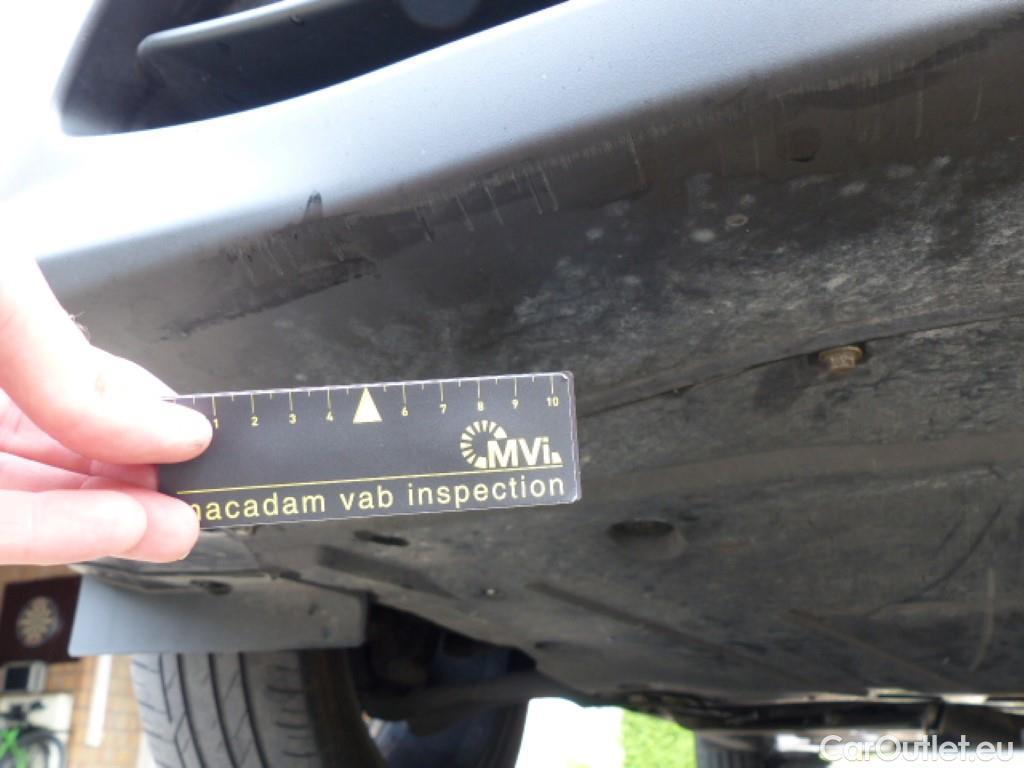 1 2 3 4 6 7 8 9 10
MVi.
macadam vab inspection
CarOutlet.eu